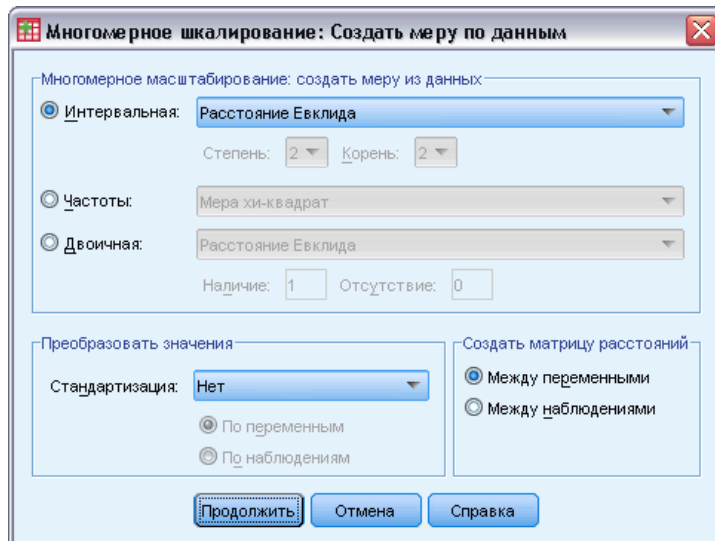 Многомерное шкалирование: Создать меру по данным
Многомерное масштабирование: создать меру из данных
Интервальная: Расстояние Евклида
Степень: 2 Корень: 2
Частоты: Мера хи-квадрат
Двоичная: Расстояние Евклида
Наличие: 1 Отсутствие: 0
Преобразовать значения
Стандартизация: Нет
По переменным
По наблюдениям
Создать матрицу расстояний
Между переменными
Между наблюдениями
Продолжить Отмена Справка